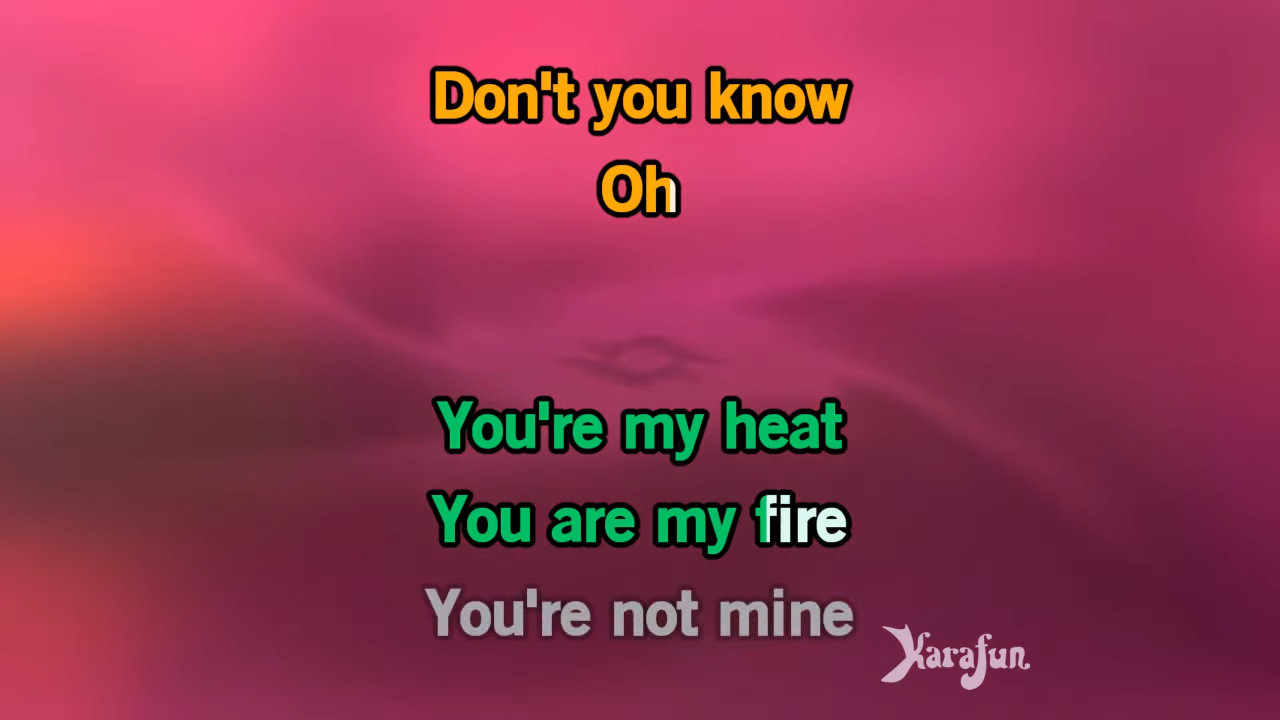 Don't you know
Oh
You're my heat
You are my fire
You're not mine
Karafun